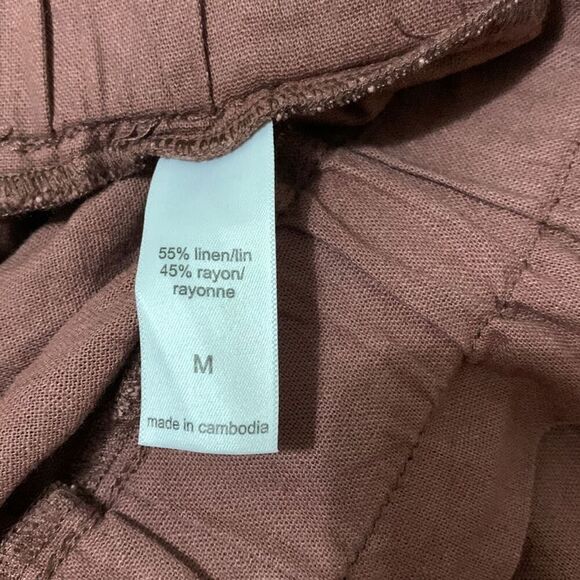 55% linen/lin
45% rayon/
rayonne
M
made in cambodia